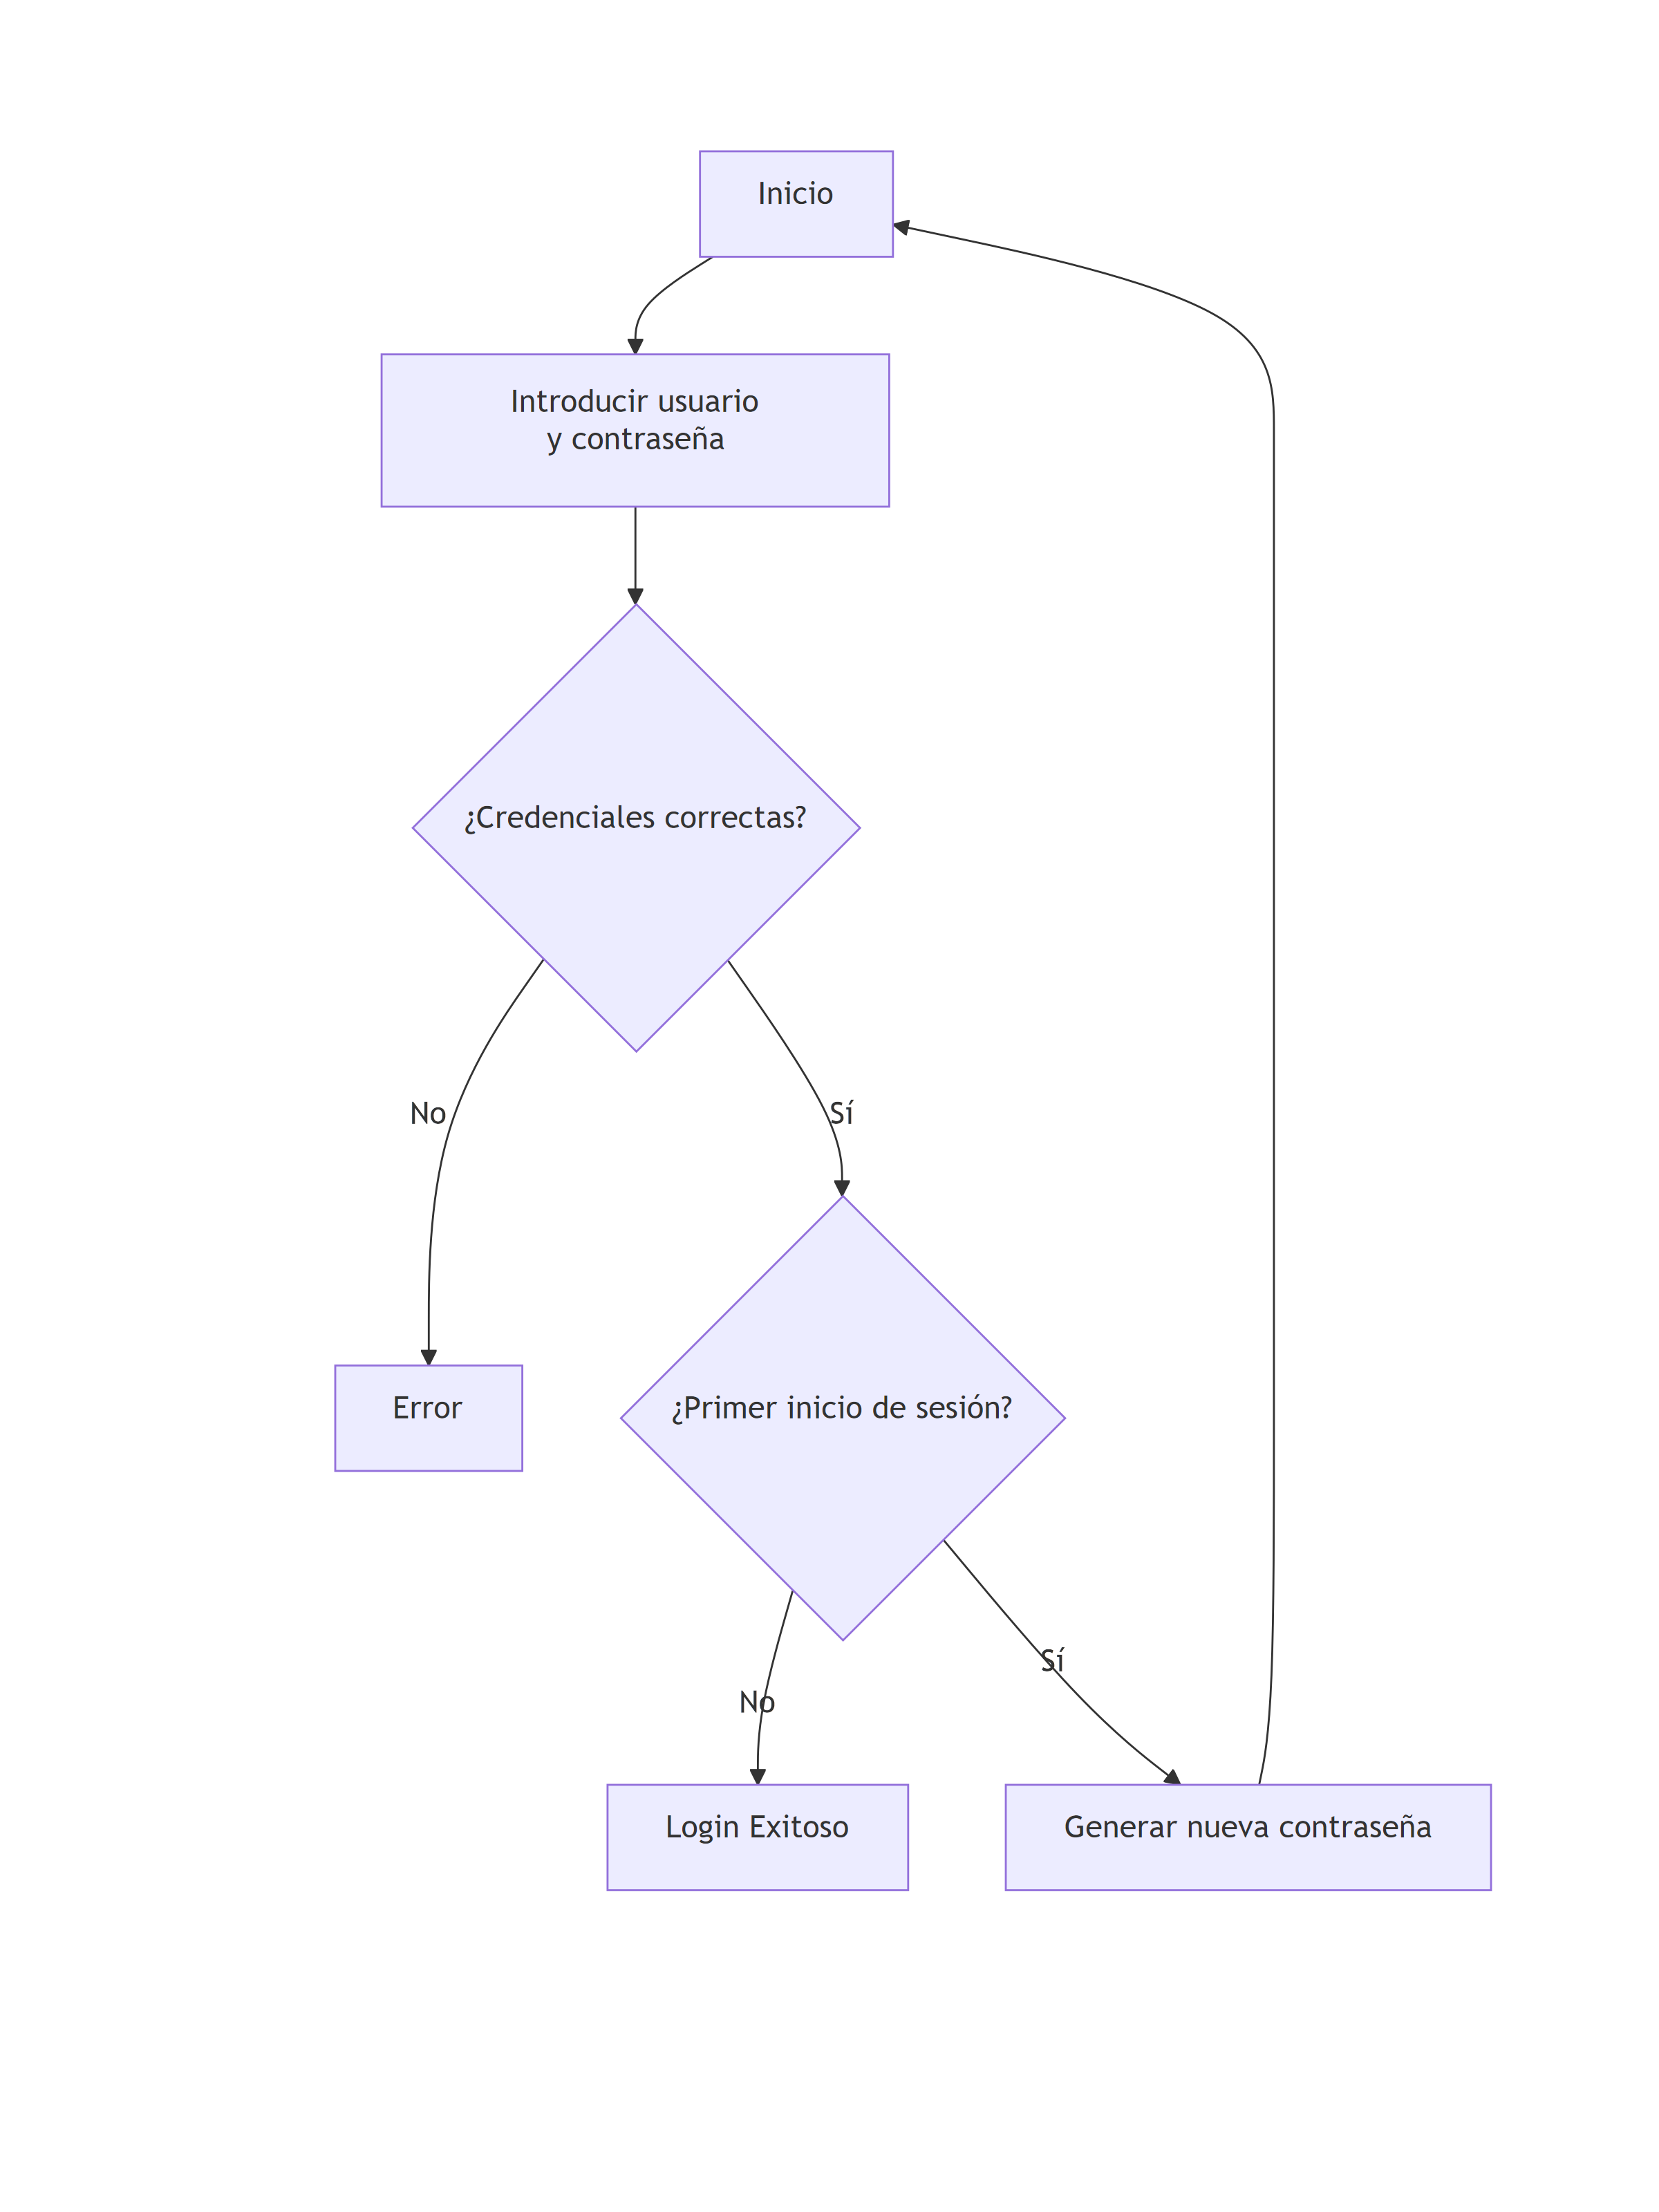 Inicio
Introducir usuario
y contraseña
¿Credenciales correctas?
No
Sí
Error
¿Primer inicio de sesión?
Sí
No
Login Exitoso
Generar nueva contraseña